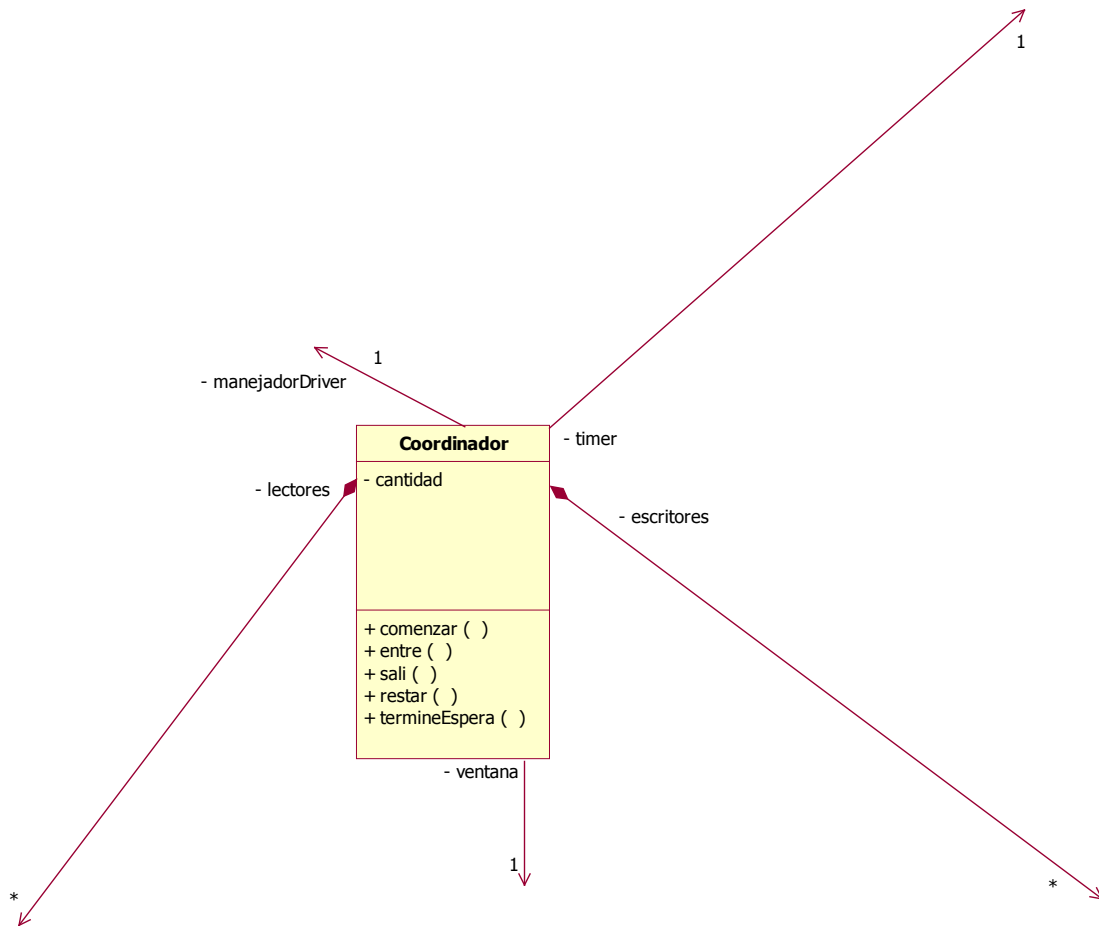 1
1
- manejadorDriver
Coordinador
- timer
- cantidad
- lectores
- escritores
+ comenzar (  )
+ entre (  )
+ sali (  )
+ restar (  )
+ termineEspera (  )
- ventana
1
*
*